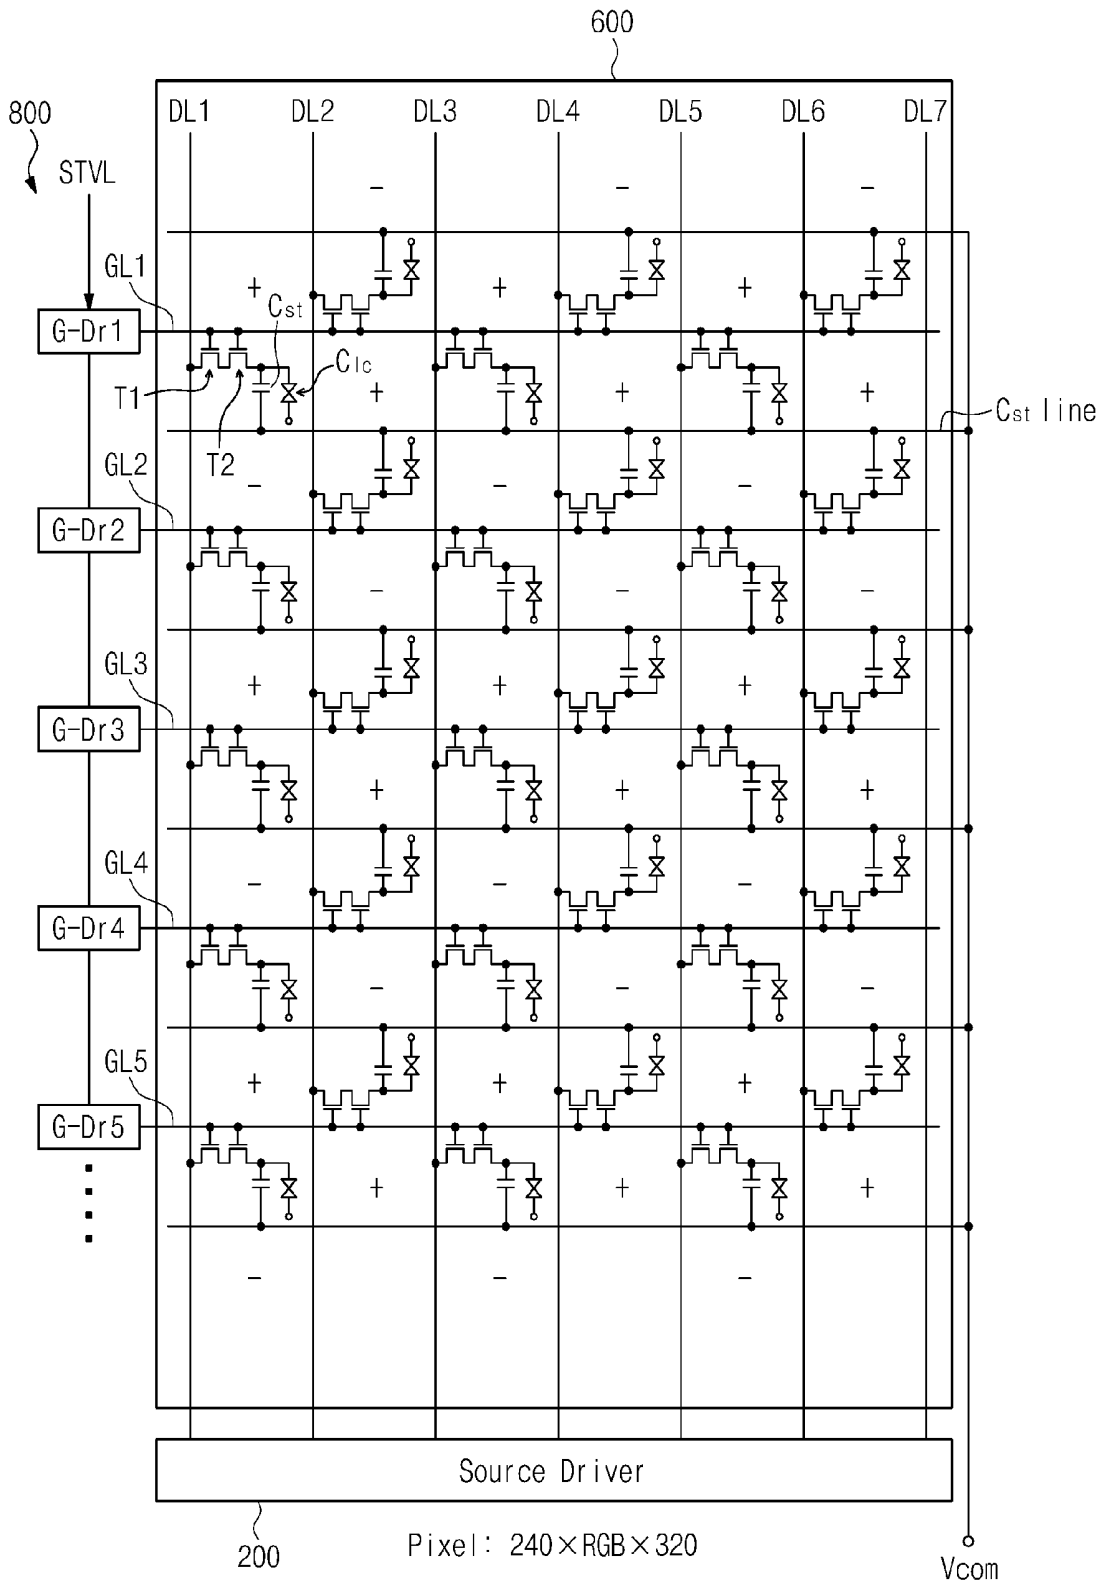 600
800
DL1 DL2 DL3 DL4 DL5 DL6 DL7
STVL
- - -
GL1
+ + +
Cst
G-Dr1
Clc
T1
+ + +
Cst line
T2
GL2
- - -
G-Dr2
- - -
GL3
+ + +
G-Dr3
+ + +
GL4
- - -
G-Dr4
- - -
GL5
+ + +
G-Dr5
+ + +
- - -
Source Driver
200
Pixel: 240×RGB×320
Vcom